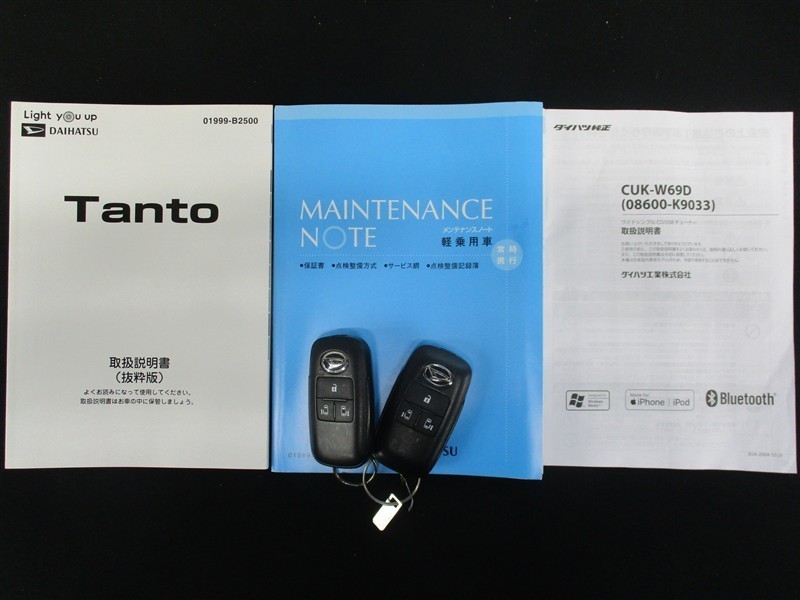 Light you up
DAIHATSU
01999-B2500
Tanto
取扱説明書
（抜粋版）
よくお読みになって使用してください。
取扱説明書はお車の中に保管しましょう。
MAINTENANCE
NOTE
メンテナンスノート
軽乗用車
常時
携行
●保証書 ●点検整備方式 ●サービス網 ●点検整備記録簿
ダイハツ純正
CUK-W69D
(08600-K9033)
取扱説明書
ダイハツ工業株式会社
Made for
iPhone | iPod
Bluetooth